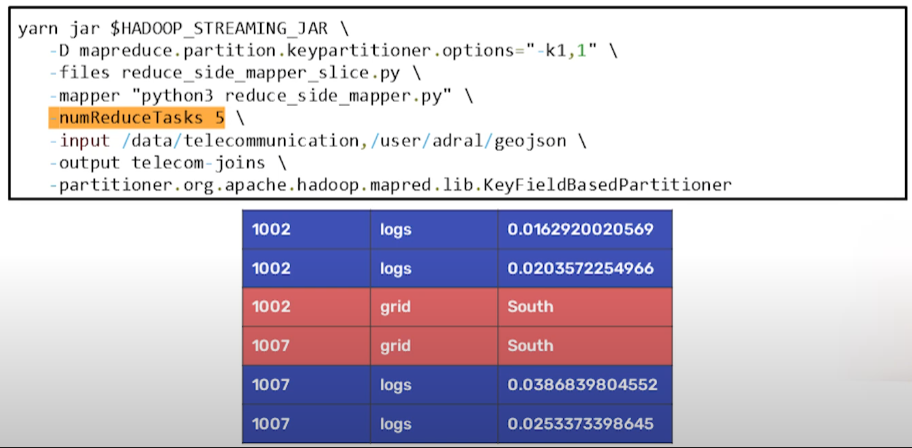 yarn jar $HADOOP_STREAMING_JAR \
-D mapreduce.partition.keypartitioner.options="-k1,1" \
-files reduce_side_mapper_slice.py \
-mapper "python3 reduce_side_mapper.py" \
-numReduceTasks 5 \
-input /data/telecommunication,/user/adral/geojson \
-output telecom-joins \
-partitioner.org.apache.hadoop.mapred.lib.KeyFieldBasedPartitioner
1002 logs 0.0162920020569
1002 logs 0.0203572254966
1002 grid South
1007 grid South
1007 logs 0.0386839804552
1007 logs 0.0253373398645